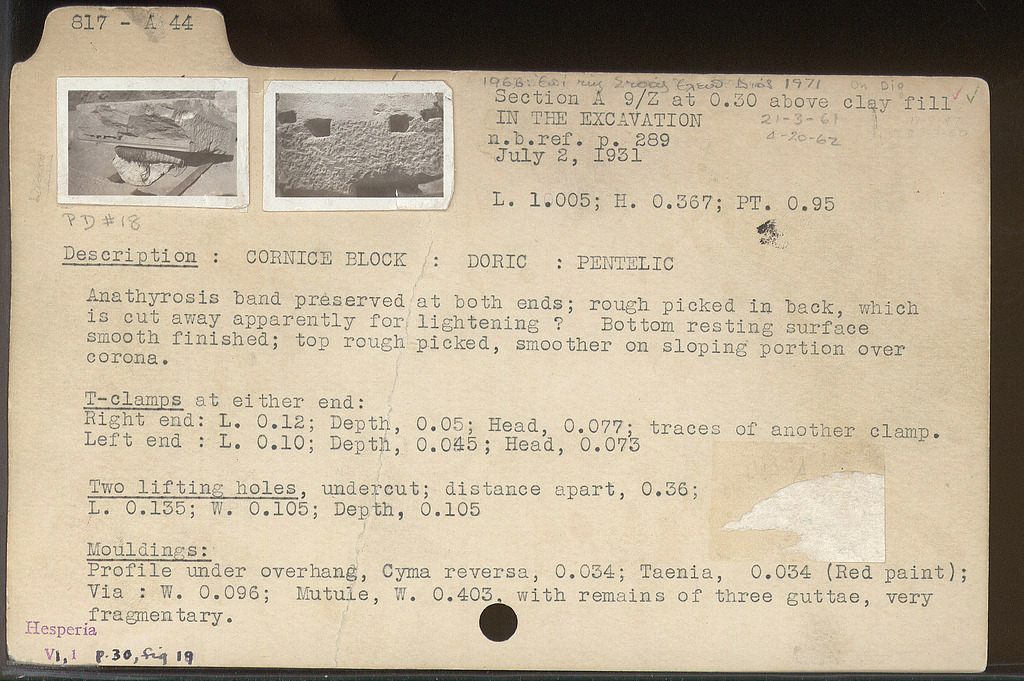 817 - A 44
1966: 1971 On Dig
Section A 9/Z at 0.30 above clay fill
IN THE EXCAVATION 21-3-61
n.b.ref. p. 289 4-20-62
July 2, 1931
L. 1.005; H. 0.367; PT. 0.95
PD #18
Description : CORNICE BLOCK : DORIC : PENTELIC
Anathyrosis band preserved at both ends; rough picked in back, which
is cut away apparently for lightening ? Bottom resting surface
smooth finished; top rough picked, smoother on sloping portion over
corona.
T-clamps at either end:
Right end: L. 0.12; Depth, 0.05; Head, 0.077; traces of another clamp.
Left end : L. 0.10; Depth, 0.045; Head, 0.073
Two lifting holes, undercut; distance apart, 0.36;
L. 0.135; W. 0.105; Depth, 0.105
Mouldings:
Profile under overhang, Cyma reversa, 0.034; Taenia, 0.034 (Red paint);
Via : W. 0.096; Mutule, W. 0.403, with remains of three guttae, very
fragmentary.
Hesperia
VI,1 p.30, fig 19